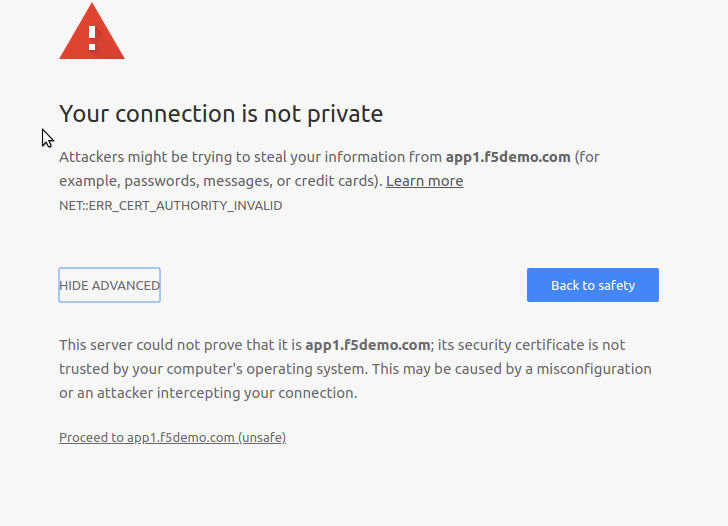 Your connection is not private
Attackers might be trying to steal your information from app1.f5demo.com (for
example, passwords, messages, or credit cards). Learn more
NET::ERR_CERT_AUTHORITY_INVALID
HIDE ADVANCED
Back to safety
This server could not prove that it is app1.f5demo.com; its security certificate is not
trusted by your computer's operating system. This may be caused by a misconfiguration
or an attacker intercepting your connection.
Proceed to app1.f5demo.com (unsafe)